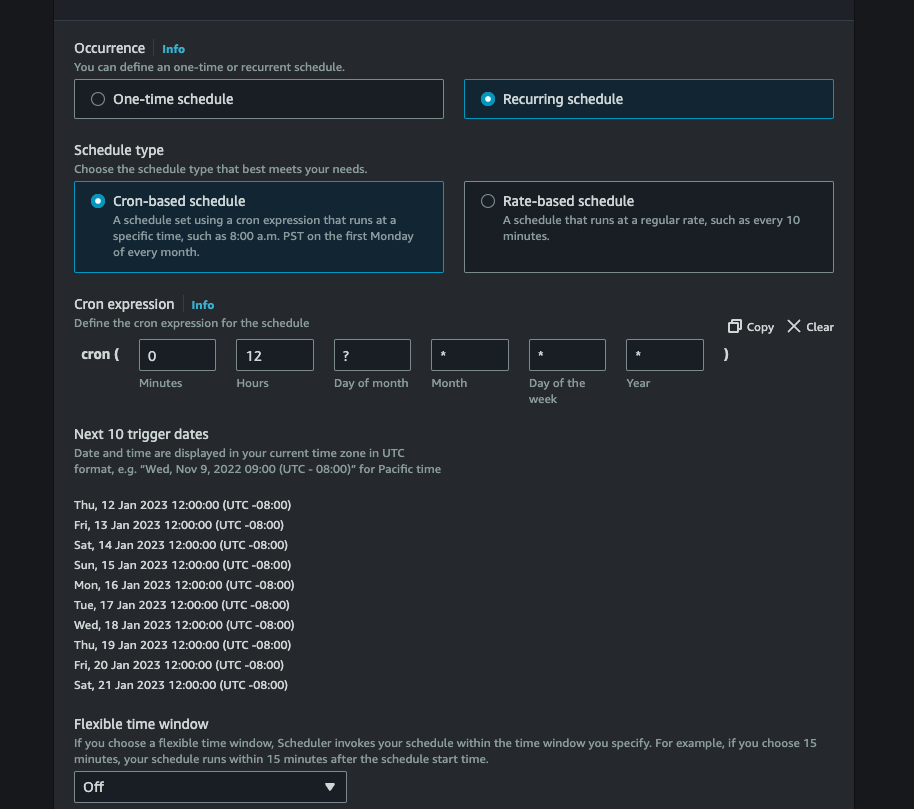 Occurrence Info
You can define an one-time or recurrent schedule.
One-time schedule
Recurring schedule
Schedule type
Choose the schedule type that best meets your needs.
Cron-based schedule
A schedule set using a cron expression that runs at a
specific time, such as 8:00 a.m. PST on the first Monday
of every month.
Rate-based schedule
A schedule that runs at a regular rate, such as every 10
minutes.
Cron expression Info
Define the cron expression for the schedule
Copy Clear
cron ( 0 12 ? * * * )
Minutes Hours Day of month Month Day of the Year
week
Next 10 trigger dates
Date and time are displayed in your current time zone in UTC
format, e.g. "Wed, Nov 9, 2022 09:00 (UTC - 08:00)" for Pacific time
Thu, 12 Jan 2023 12:00:00 (UTC -08:00)
Fri, 13 Jan 2023 12:00:00 (UTC -08:00)
Sat, 14 Jan 2023 12:00:00 (UTC -08:00)
Sun, 15 Jan 2023 12:00:00 (UTC -08:00)
Mon, 16 Jan 2023 12:00:00 (UTC -08:00)
Tue, 17 Jan 2023 12:00:00 (UTC -08:00)
Wed, 18 Jan 2023 12:00:00 (UTC -08:00)
Thu, 19 Jan 2023 12:00:00 (UTC -08:00)
Fri, 20 Jan 2023 12:00:00 (UTC -08:00)
Sat, 21 Jan 2023 12:00:00 (UTC -08:00)
Flexible time window
If you choose a flexible time window, Scheduler invokes your schedule within the time window you specify. For example, if you choose 15
minutes, your schedule runs within 15 minutes after the schedule start time.
Off